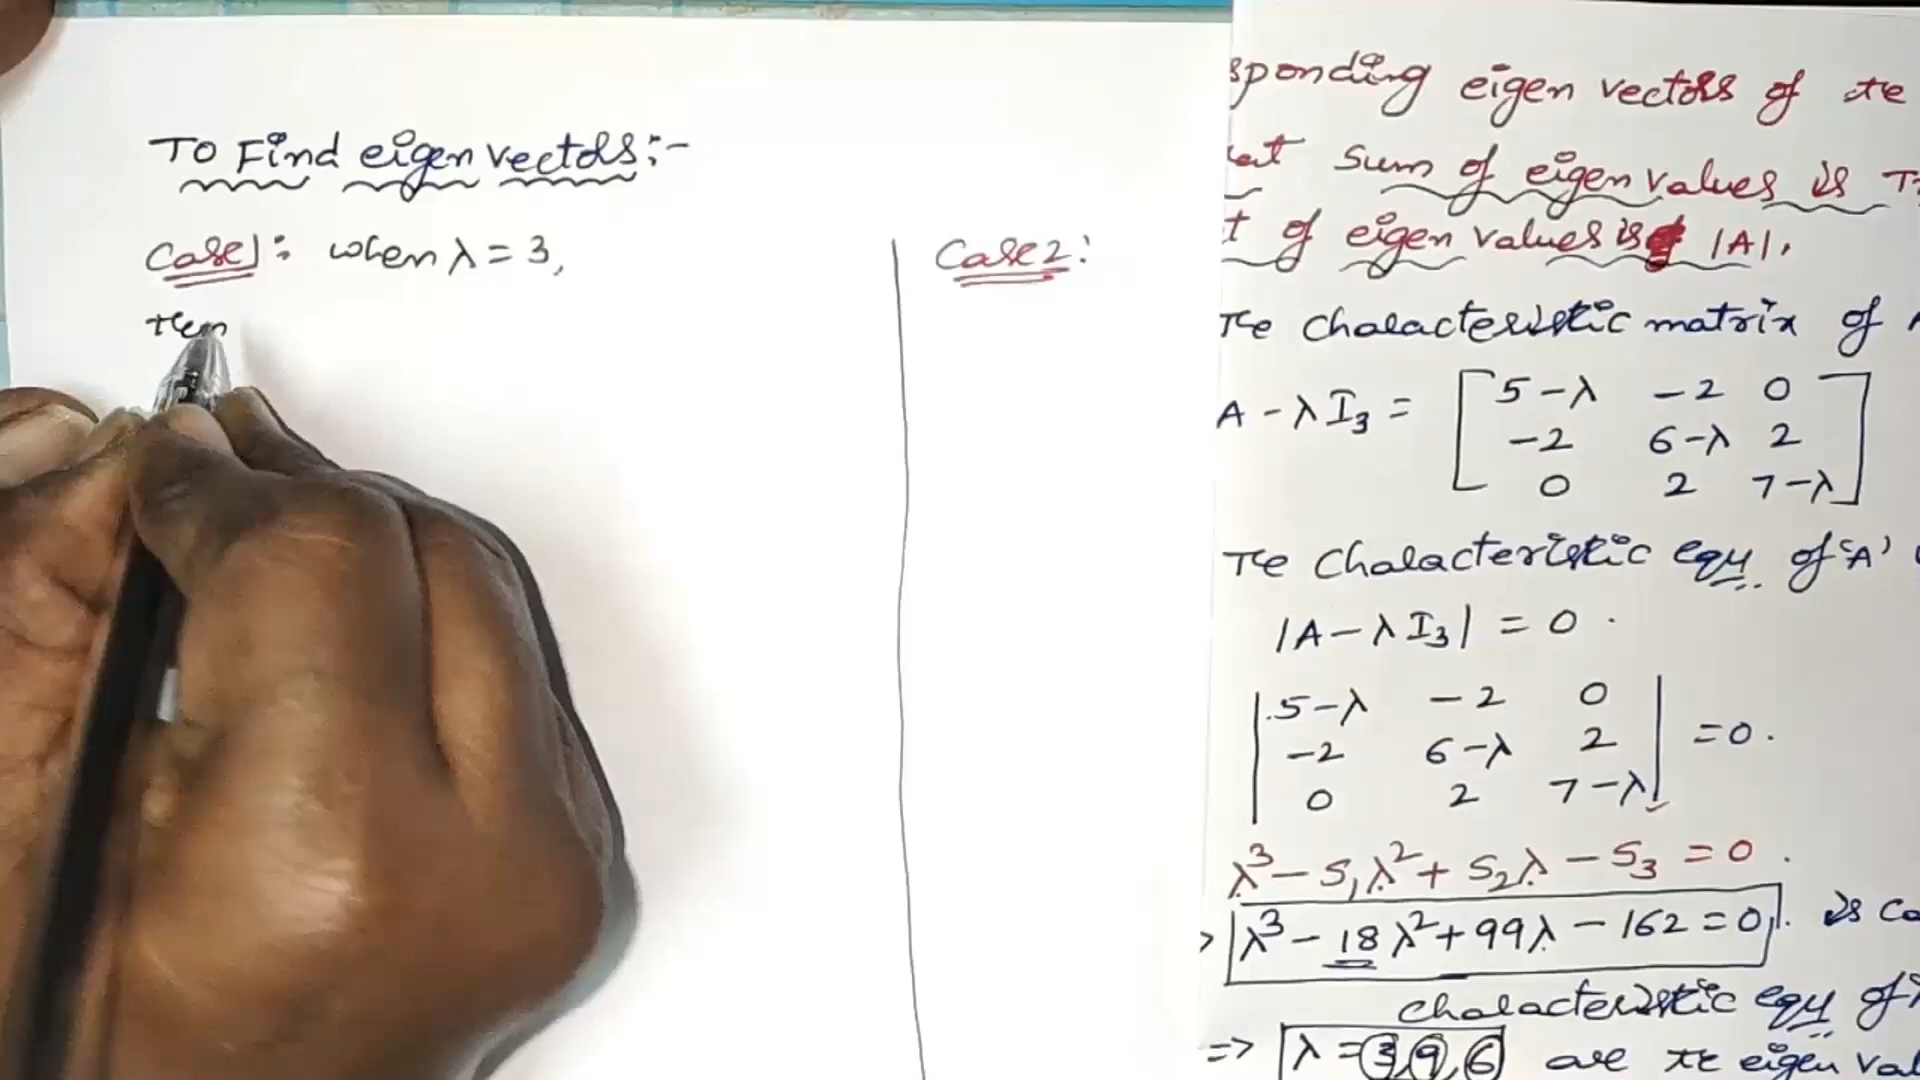 To Find eigen vectors:-
Case1: when λ = 3,
then
Case2:
sponding eigen vectors of the
Sum of eigen values is
t of eigen values is |A|.
The characteristic matrix of
A - λI₃ = [ 5-λ -2 0
-2 6-λ 2
0 2 7-λ ]
The characteristic equ. of 'A'
|A - λI₃| = 0 .
| 5-λ -2 0
-2 6-λ 2 | = 0 .
0 2 7-λ
λ³ - S₁λ² + S₂λ - S₃ = 0 .
λ³ - 18λ² + 99λ - 162 = 0 . is
characteristic equ of
=> λ = 3, 9, 6 are the eigen val